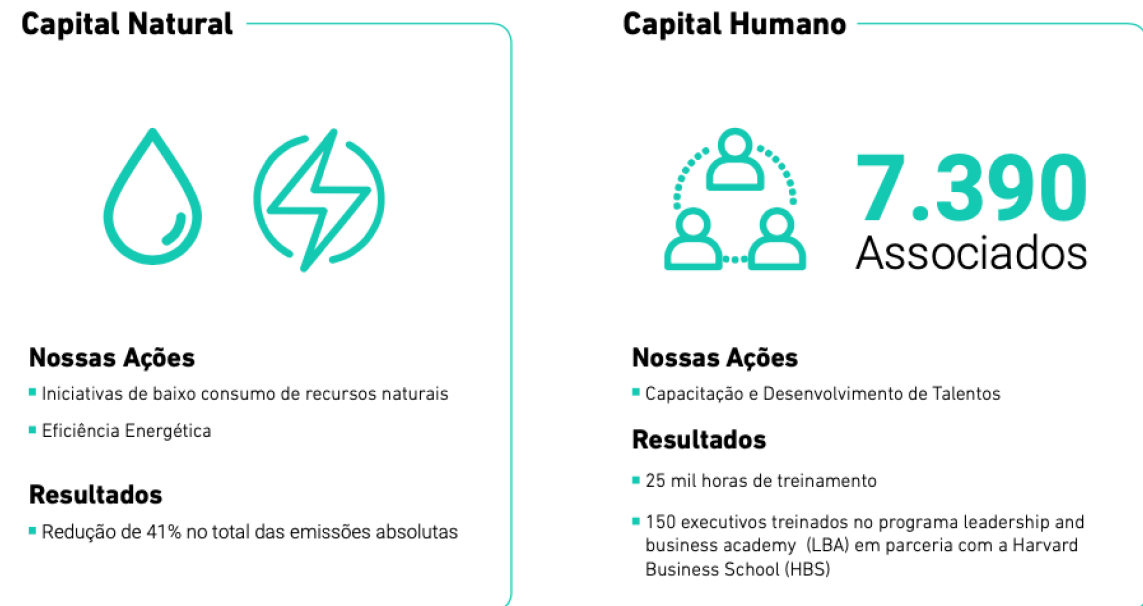 Capital Natural
Nossas Ações
Iniciativas de baixo consumo de recursos naturais
Eficiência Energética
Resultados
Redução de 41% no total das emissões absolutas
Capital Humano
7.390
Associados
Nossas Ações
Capacitação e Desenvolvimento de Talentos
Resultados
25 mil horas de treinamento
150 executivos treinados no programa leadership and
business academy (LBA) em parceria com a Harvard
Business School (HBS)